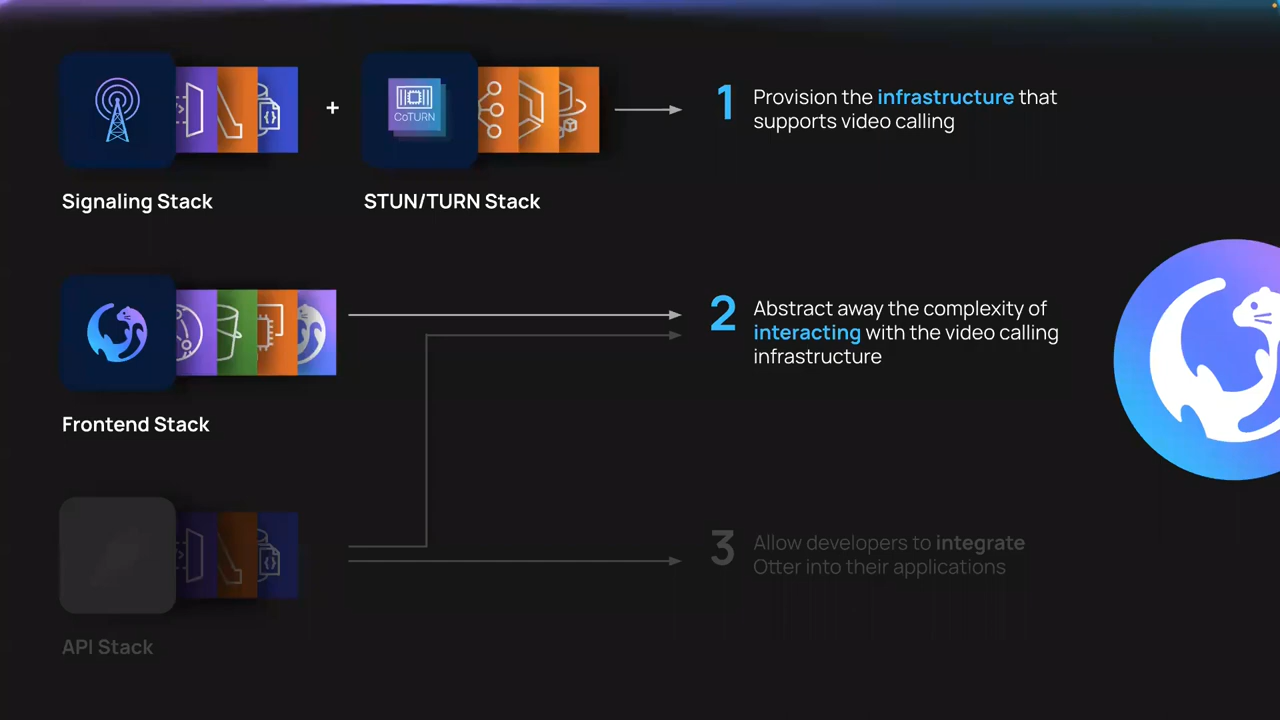 CoTURN
+
Signaling Stack
STUN/TURN Stack
1
Provision the infrastructure that
supports video calling
Frontend Stack
2
Abstract away the complexity of
interacting with the video calling
infrastructure
API Stack
3
Allow developers to integrate
Otter into their applications